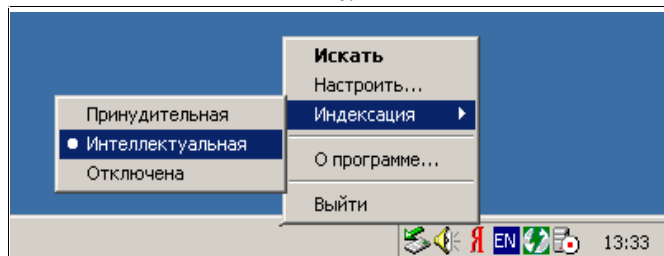 Искать
Настроить...
Индексация
О программе...
Выйти
Принудительная
Интеллектуальная
Отключена
Я EN 13:33